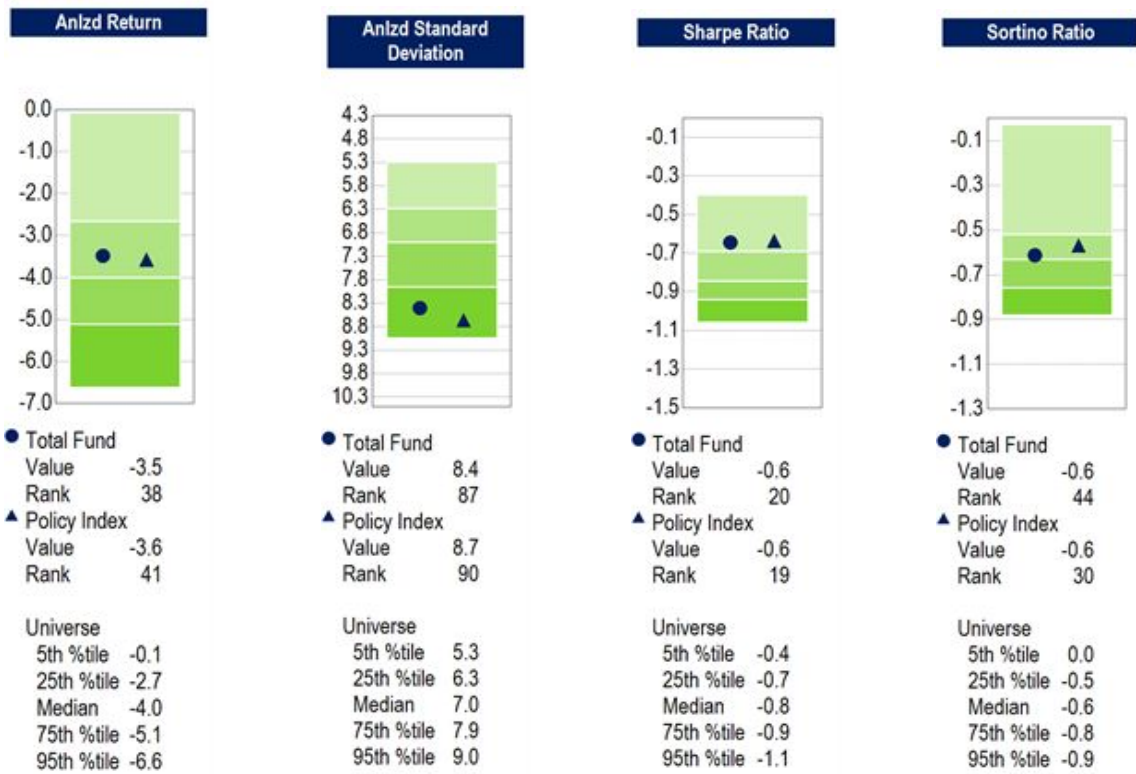 Anlzd Return
0.0
-1.0
-2.0
-3.0
-4.0
-5.0
-6.0
-7.0
Total Fund
Value -3.5
Rank 38
Policy Index
Value -3.6
Rank 41
Universe
5th %tile -0.1
25th %tile -2.7
Median -4.0
75th %tile -5.1
95th %tile -6.6
Anlzd Standard
Deviation
4.3
4.8
5.3
5.8
6.3
6.8
7.3
7.8
8.3
8.8
9.3
9.8
10.3
Total Fund
Value 8.4
Rank 87
Policy Index
Value 8.7
Rank 90
Universe
5th %tile 5.3
25th %tile 6.3
Median 7.0
75th %tile 7.9
95th %tile 9.0
Sharpe Ratio
-0.1
-0.3
-0.5
-0.7
-0.9
-1.1
-1.3
-1.5
Total Fund
Value -0.6
Rank 20
Policy Index
Value -0.6
Rank 19
Universe
5th %tile -0.4
25th %tile -0.7
Median -0.8
75th %tile -0.9
95th %tile -1.1
Sortino Ratio
-0.1
-0.3
-0.5
-0.7
-0.9
-1.1
-1.3
Total Fund
Value -0.6
Rank 44
Policy Index
Value -0.6
Rank 30
Universe
5th %tile 0.0
25th %tile -0.5
Median -0.6
75th %tile -0.8
95th %tile -0.9